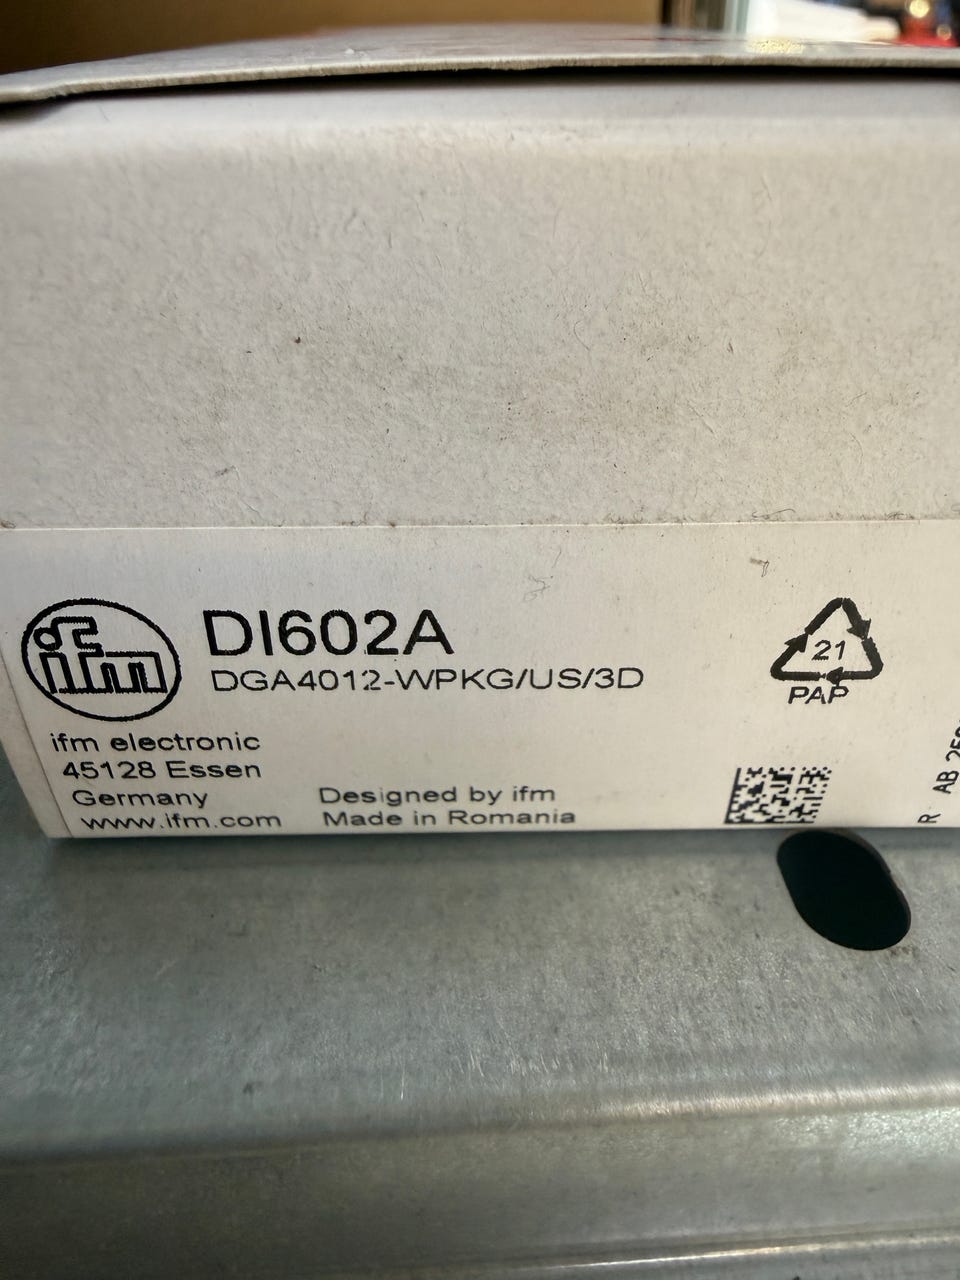 ifm
DI602A
DGA4012-WPKG/US/3D
ifm electronic
45128 Essen
Germany
www.ifm.com
Designed by ifm
Made in Romania
21
PAP
AB
R